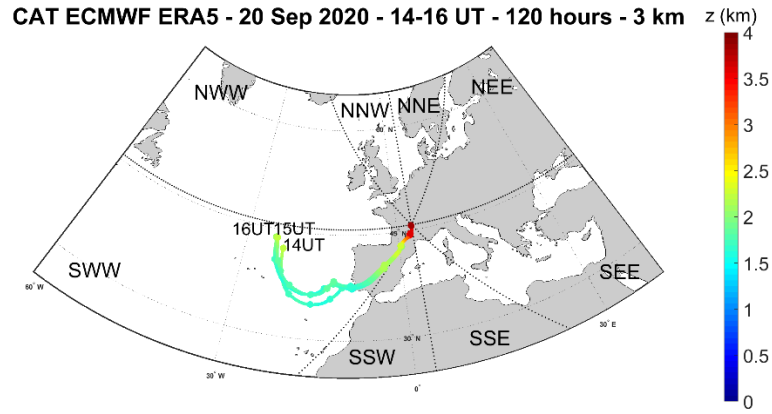 CAT ECMWF ERA5 - 20 Sep 2020 - 14-16 UT - 120 hours - 3 km
z (km)
4
3.5
3
2.5
2
1.5
1
0.5
0
NWW
NNW
NNE
NEE
60° N
45° N
16UT15UT
14UT
SWW
SEE
SSW
SSE
60° W
30° W
0°
30° N
30° E